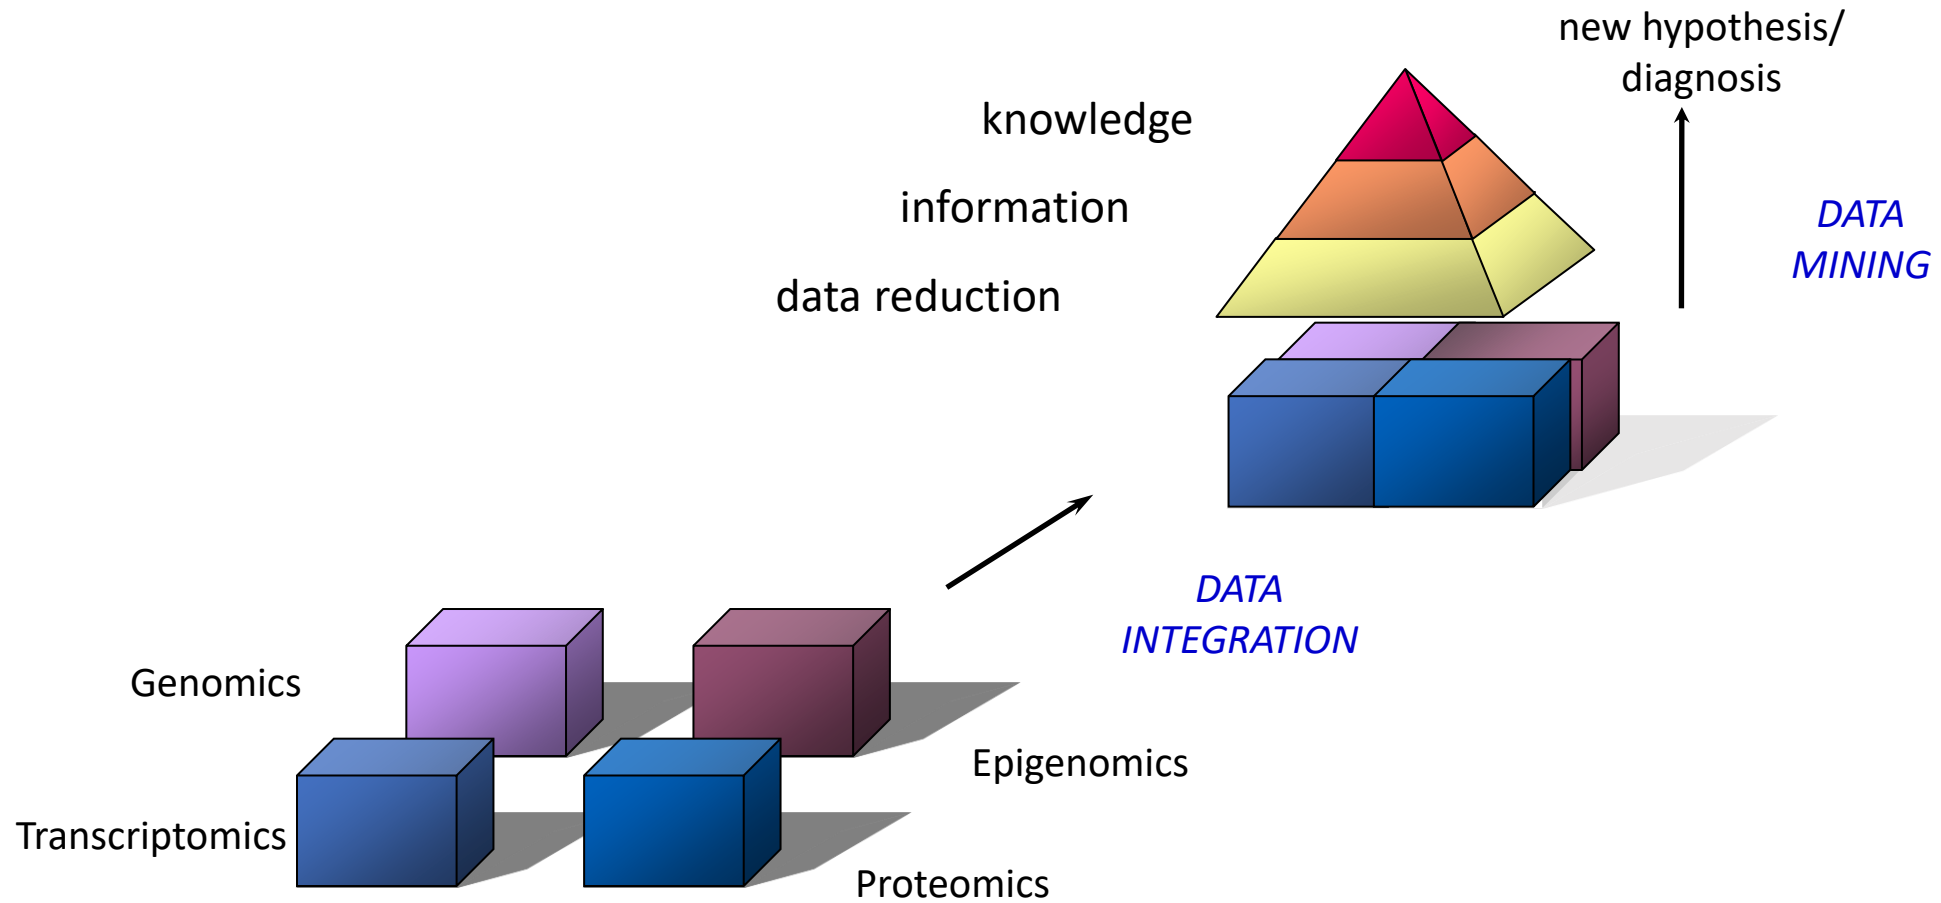 new hypothesis/
diagnosis
knowledge
information
DATA
MINING
data reduction
DATA
INTEGRATION
Genomics
Epigenomics
Transcriptomics
Proteomics